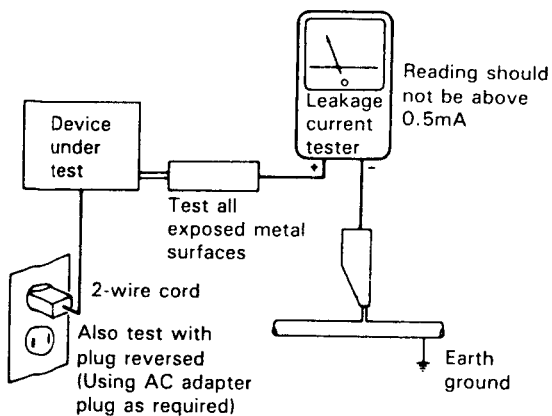 Device
under
test
Leakage
current
tester
+ -
Reading should
not be above
0.5mA
Test all
exposed metal
surfaces
2-wire cord
Also test with
plug reversed
(Using AC adapter
plug as required)
Earth
ground